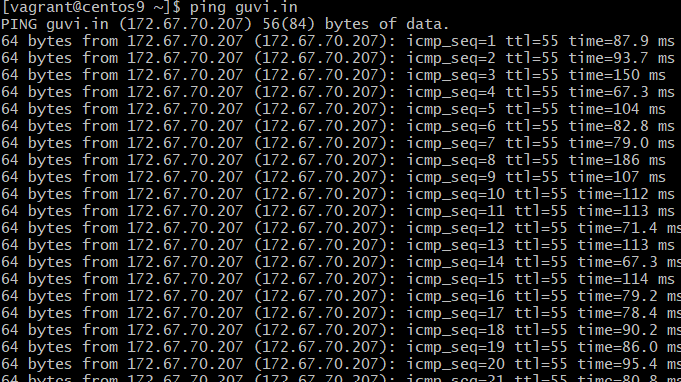 [vagrant@centos9 ~]$ ping guvi.in
PING guvi.in (172.67.70.207) 56(84) bytes of data.
64 bytes from 172.67.70.207 (172.67.70.207): icmp_seq=1 ttl=55 time=87.9 ms
64 bytes from 172.67.70.207 (172.67.70.207): icmp_seq=2 ttl=55 time=93.7 ms
64 bytes from 172.67.70.207 (172.67.70.207): icmp_seq=3 ttl=55 time=150 ms
64 bytes from 172.67.70.207 (172.67.70.207): icmp_seq=4 ttl=55 time=67.3 ms
64 bytes from 172.67.70.207 (172.67.70.207): icmp_seq=5 ttl=55 time=104 ms
64 bytes from 172.67.70.207 (172.67.70.207): icmp_seq=6 ttl=55 time=82.8 ms
64 bytes from 172.67.70.207 (172.67.70.207): icmp_seq=7 ttl=55 time=79.0 ms
64 bytes from 172.67.70.207 (172.67.70.207): icmp_seq=8 ttl=55 time=186 ms
64 bytes from 172.67.70.207 (172.67.70.207): icmp_seq=9 ttl=55 time=107 ms
64 bytes from 172.67.70.207 (172.67.70.207): icmp_seq=10 ttl=55 time=112 ms
64 bytes from 172.67.70.207 (172.67.70.207): icmp_seq=11 ttl=55 time=113 ms
64 bytes from 172.67.70.207 (172.67.70.207): icmp_seq=12 ttl=55 time=71.4 ms
64 bytes from 172.67.70.207 (172.67.70.207): icmp_seq=13 ttl=55 time=113 ms
64 bytes from 172.67.70.207 (172.67.70.207): icmp_seq=14 ttl=55 time=67.3 ms
64 bytes from 172.67.70.207 (172.67.70.207): icmp_seq=15 ttl=55 time=114 ms
64 bytes from 172.67.70.207 (172.67.70.207): icmp_seq=16 ttl=55 time=79.2 ms
64 bytes from 172.67.70.207 (172.67.70.207): icmp_seq=17 ttl=55 time=78.4 ms
64 bytes from 172.67.70.207 (172.67.70.207): icmp_seq=18 ttl=55 time=90.2 ms
64 bytes from 172.67.70.207 (172.67.70.207): icmp_seq=19 ttl=55 time=86.0 ms
64 bytes from 172.67.70.207 (172.67.70.207): icmp_seq=20 ttl=55 time=95.4 ms
64 bytes from 172.67.70.207 (172.67.70.207): icmp_seq=21 ttl=55 ms